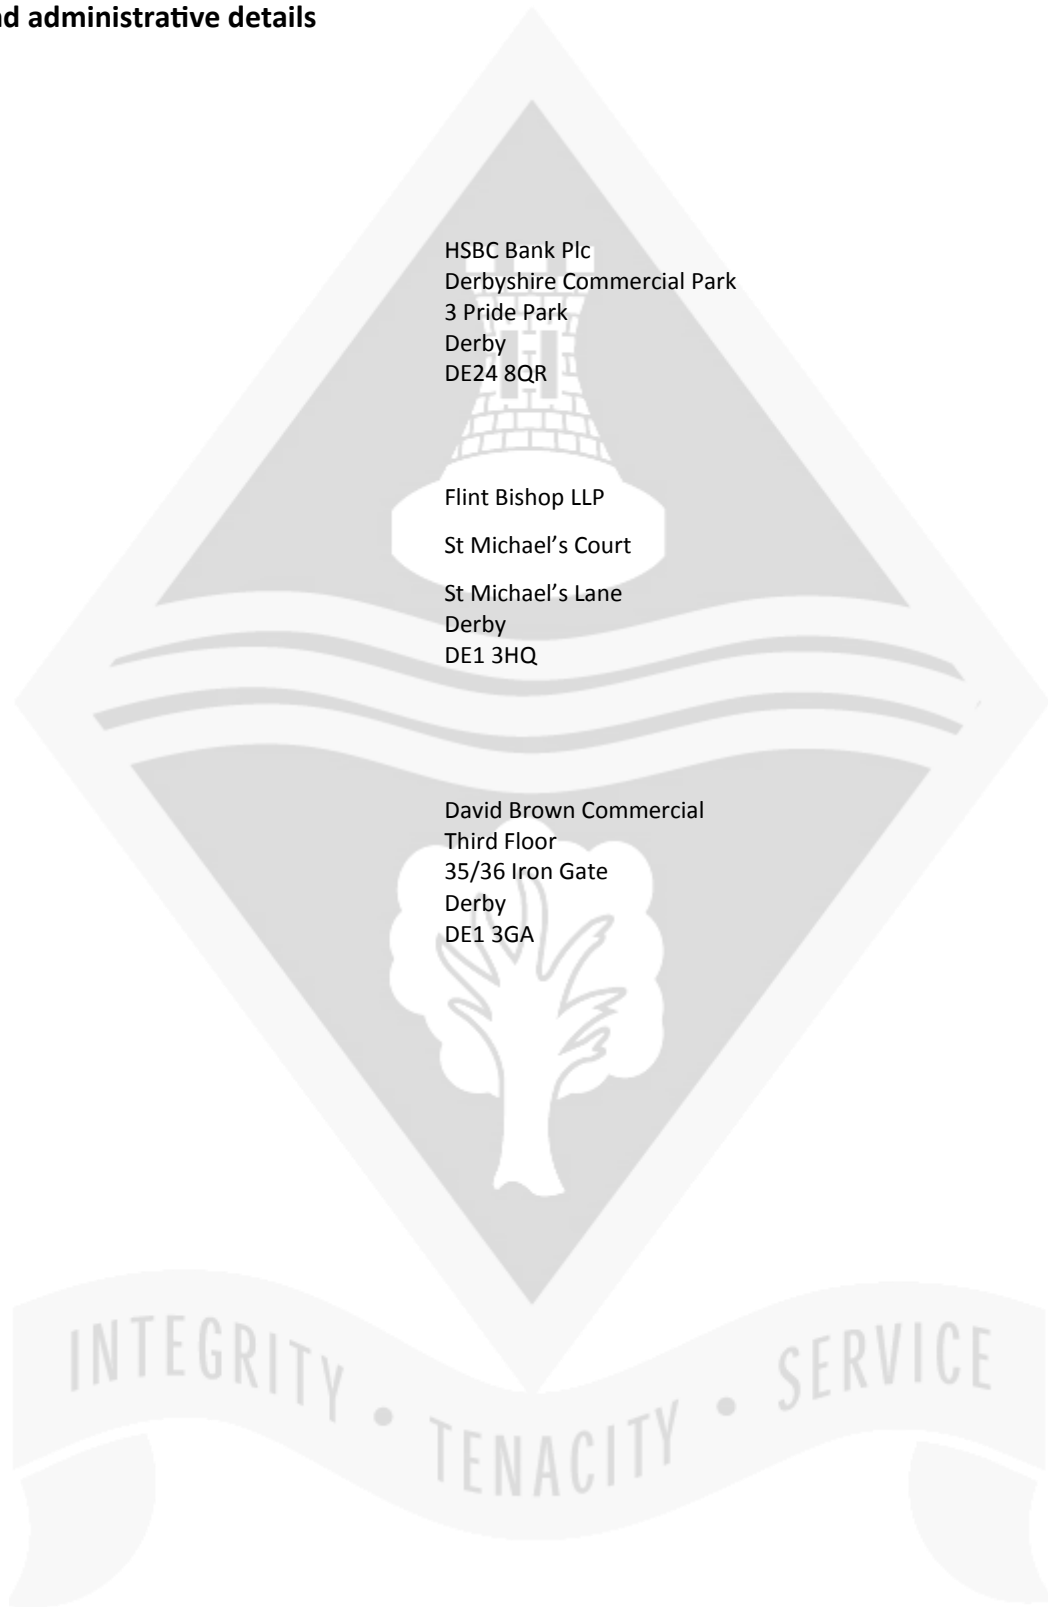 nd administrative details
HSBC Bank Plc
Derbyshire Commercial Park
3 Pride Park
Derby
DE24 8QR
Flint Bishop LLP
St Michael’s Court
St Michael’s Lane
Derby
DE1 3HQ
David Brown Commercial
Third Floor
35/36 Iron Gate
Derby
DE1 3GA
INTEGRITY • TENACITY • SERVICE